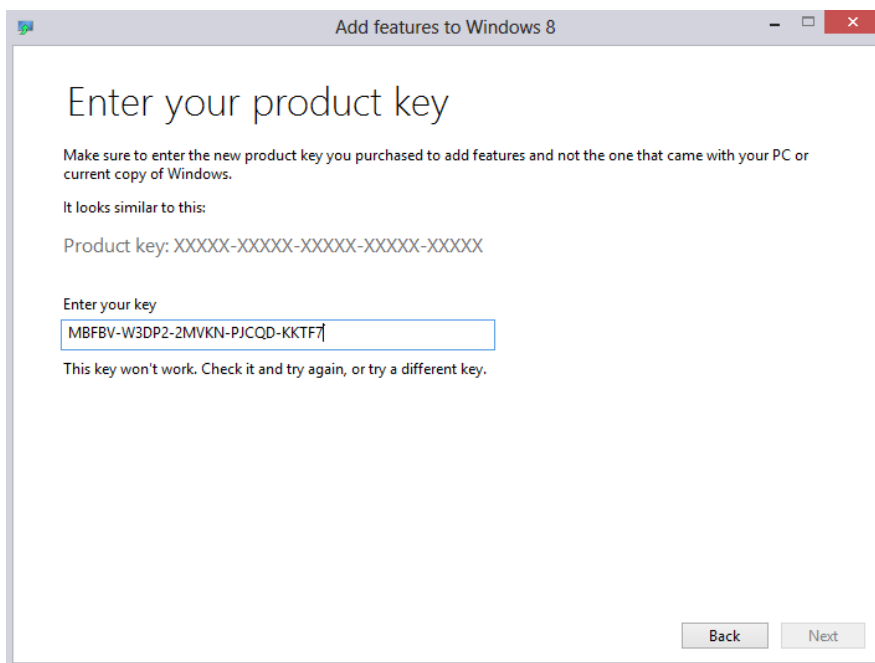 Add features to Windows 8
Enter your product key
Make sure to enter the new product key you purchased to add features and not the one that came with your PC or
current copy of Windows.
It looks similar to this:
Product key: XXXXX-XXXXX-XXXXX-XXXXX-XXXXX
Enter your key
MBFBV-W3DP2-2MVKN-PJCQD-KKTF7
This key won't work. Check it and try again, or try a different key.
Back Next